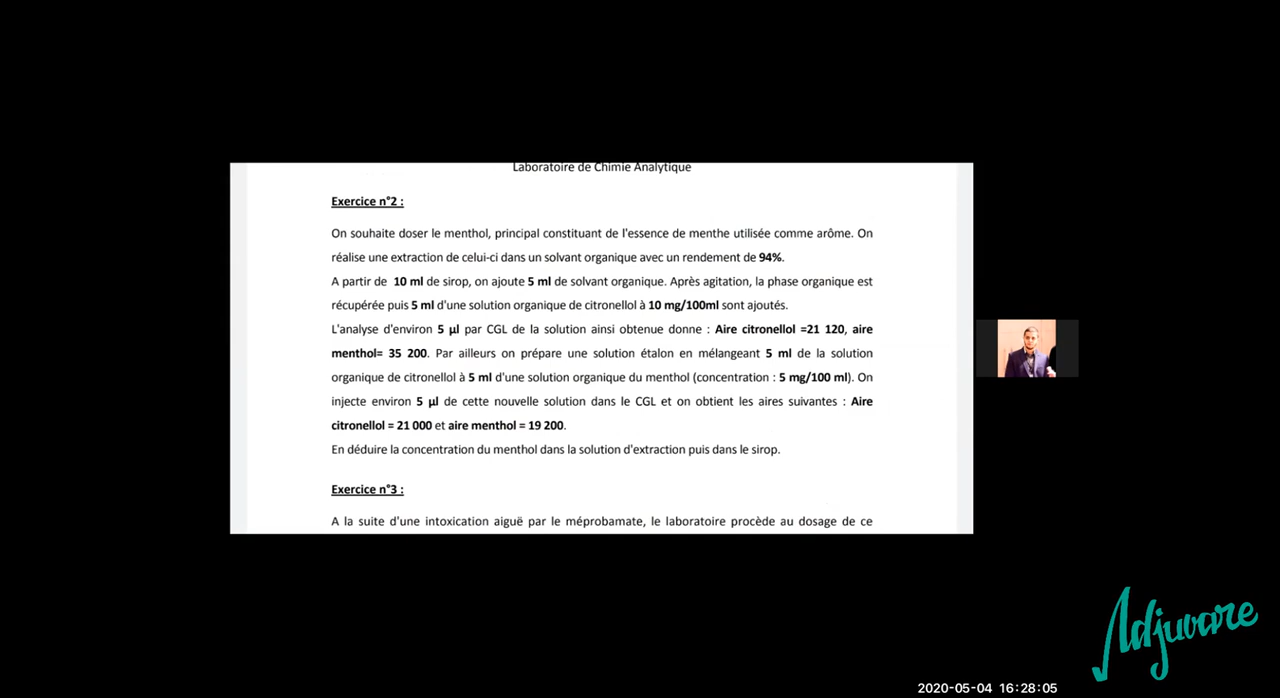 Laboratoire de Chimie Analytique
Exercice n°2 :
On souhaite doser le menthol, principal constituant de l'essence de menthe utilisée comme arôme. On
réalise une extraction de celui-ci dans un solvant organique avec un rendement de 94%.
A partir de 10 ml de sirop, on ajoute 5 ml de solvant organique. Après agitation, la phase organique est
récupérée puis 5 ml d'une solution organique de citronellol à 10 mg/100ml sont ajoutés.
L'analyse d'environ 5 µl par CGL de la solution ainsi obtenue donne : Aire citronellol =21 120, aire
menthol= 35 200. Par ailleurs on prépare une solution étalon en mélangeant 5 ml de la solution
organique de citronellol à 5 ml d'une solution organique du menthol (concentration : 5 mg/100 ml). On
injecte environ 5 µl de cette nouvelle solution dans le CGL et on obtient les aires suivantes : Aire
citronellol = 21 000 et aire menthol = 19 200.
En déduire la concentration du menthol dans la solution d'extraction puis dans le sirop.
Exercice n°3 :
A la suite d'une intoxication aiguë par le méprobamate, le laboratoire procède au dosage de ce
Adjuvare
2020-05-04 16:28:05